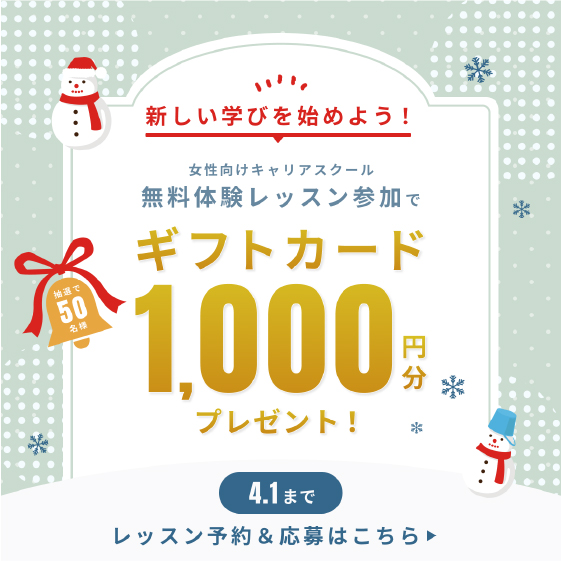 新しい学びを始めよう！
女性向けキャリアスクール
無料体験レッスン参加で
ギフトカード
抽選で
50
名様
1,000円分
プレゼント！
4.1まで
レッスン予約＆応募はこちら